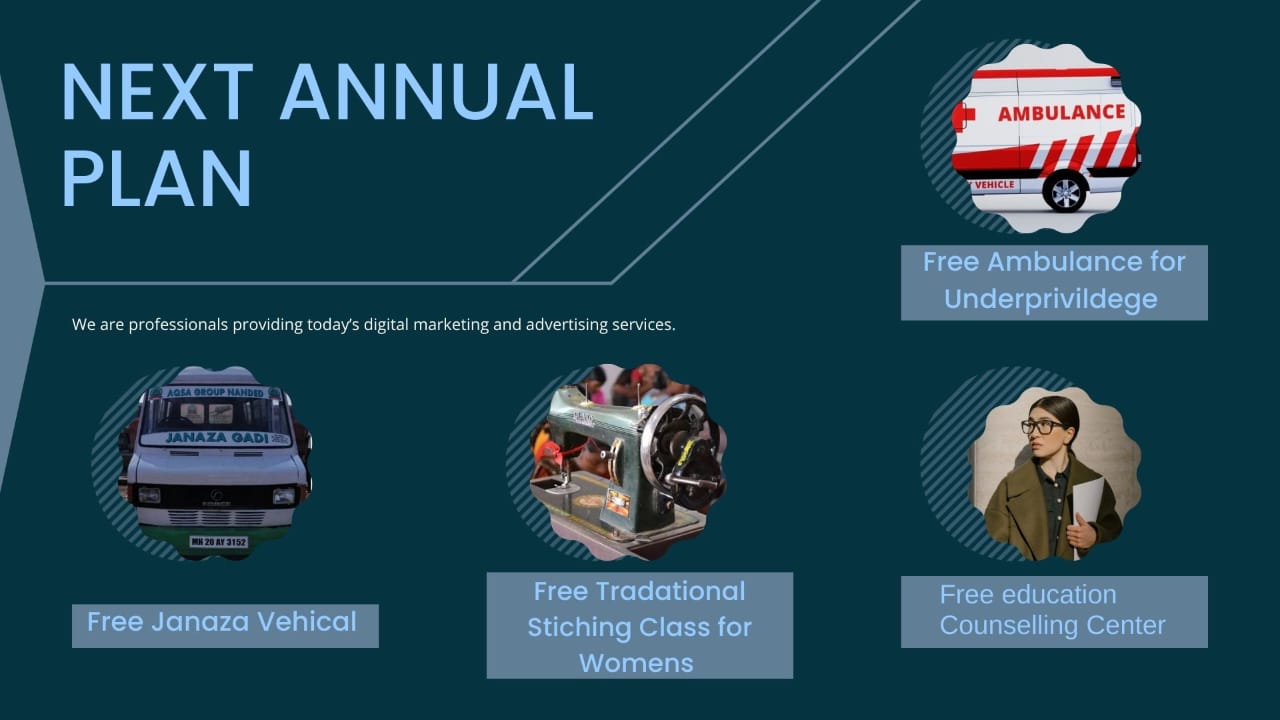 NEXT ANNUAL
PLAN
AMBULANCE
VEHICLE
Free Ambulance for
Underprivildege
We are professionals providing today's digital marketing and advertising services.
AQSA GROUP NANDED
JANAZA GADI
MH 20 AY 3152
Free Janaza Vehical
Free Tradational
Stiching Class for
Womens
Free education
Counselling Center